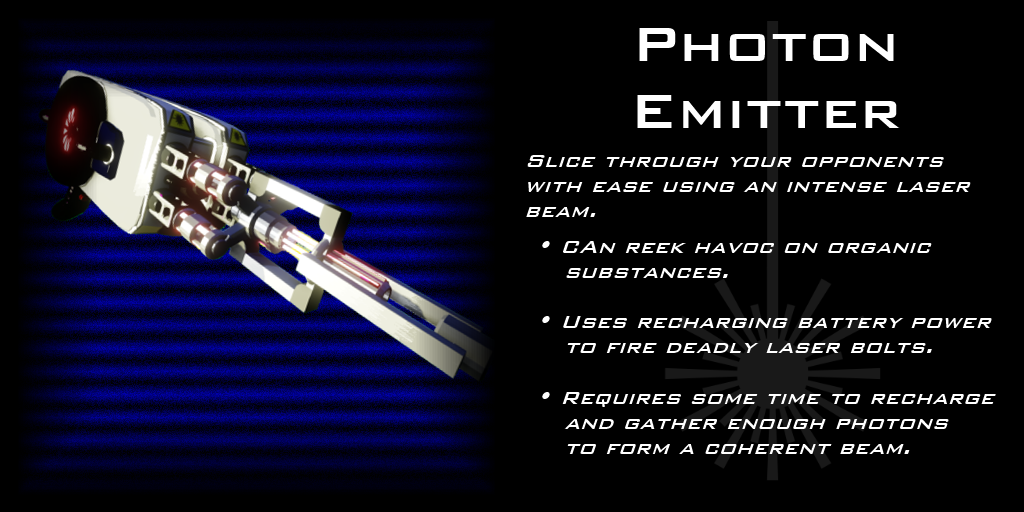 Photon
Emitter
Slice through your opponents
with ease using an intense laser
beam.
• CAn reek havoc on organic
substances.
• Uses recharging battery power
to fire deadly laser bolts.
• Requires some time to recharge
and gather enough photons
to form a coherent beam.